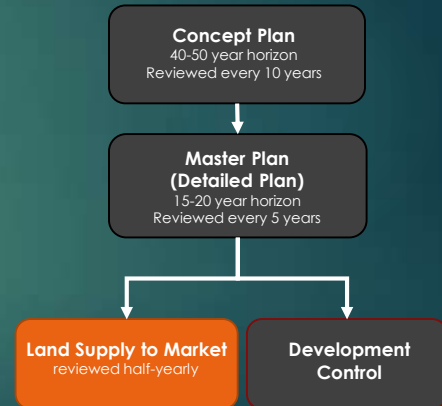 Concept Plan
40-50 year horizon
Reviewed every 10 years
Master Plan
(Detailed Plan)
15-20 year horizon
Reviewed every 5 years
Land Supply to Market
reviewed half-yearly
Development
Control